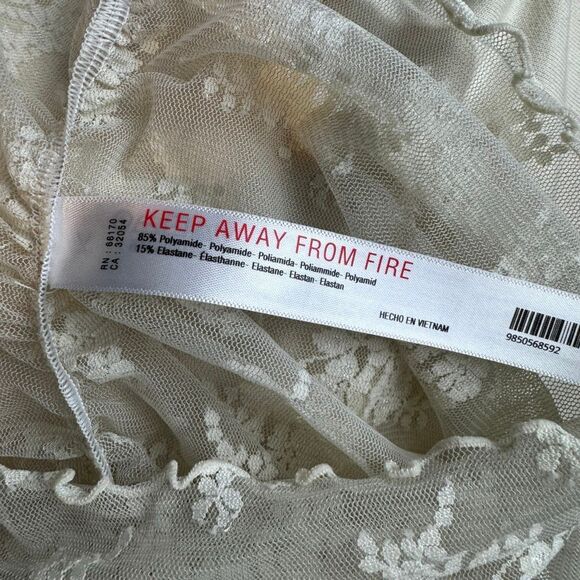 RN : 66170
CA : 32054
KEEP AWAY FROM FIRE
85% Polyamide- Polyamide- Poliamida- Poliammide- Polyamid
15% Elastane- Élasthanne- Elastane- Elastan- Elastan
HECHO EN VIETNAM
9850568592